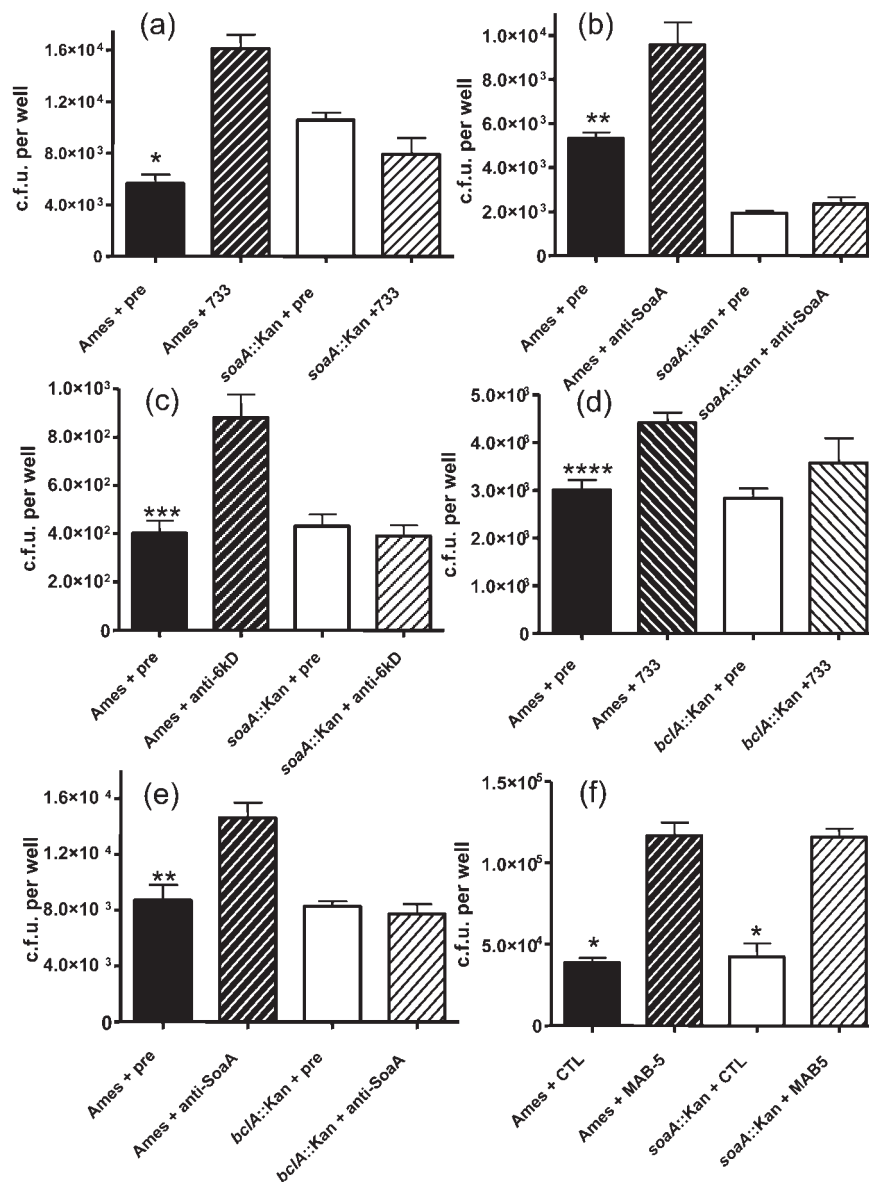 (a)
c.f.u. per well
1.6×10⁴
1.2×10⁴
8.0×10³
4.0×10³
0
*
Ames + pre
Ames + 733
soaA::Kan + pre
soaA::Kan +733
(b)
c.f.u. per well
1.0×10⁴
8.0×10³
6.0×10³
4.0×10³
2.0×10³
0
**
Ames + pre
Ames + anti-SoaA
soaA::Kan + pre
soaA::Kan + anti-SoaA
(c)
c.f.u. per well
1.0×10³
8.0×10²
6.0×10²
4.0×10²
2.0×10²
0
***
Ames + pre
Ames + anti-6kD
soaA::Kan + pre
soaA::Kan + anti-6kD
(d)
c.f.u. per well
5.0×10³
4.0×10³
3.0×10³
2.0×10³
1.0×10³
0
****
Ames + pre
Ames + 733
bclA::Kan + pre
bclA::Kan +733
(e)
c.f.u. per well
1.6×10⁴
1.2×10⁴
8.0×10³
4.0×10³
0
**
Ames + pre
Ames + anti-SoaA
bclA::Kan + pre
bclA::Kan + anti-SoaA
(f)
c.f.u. per well
1.5×10⁵
1.0×10⁵
5.0×10⁴
0
*
*
Ames + CTL
Ames + MAB-5
soaA::Kan + CTL
soaA::Kan + MAB5